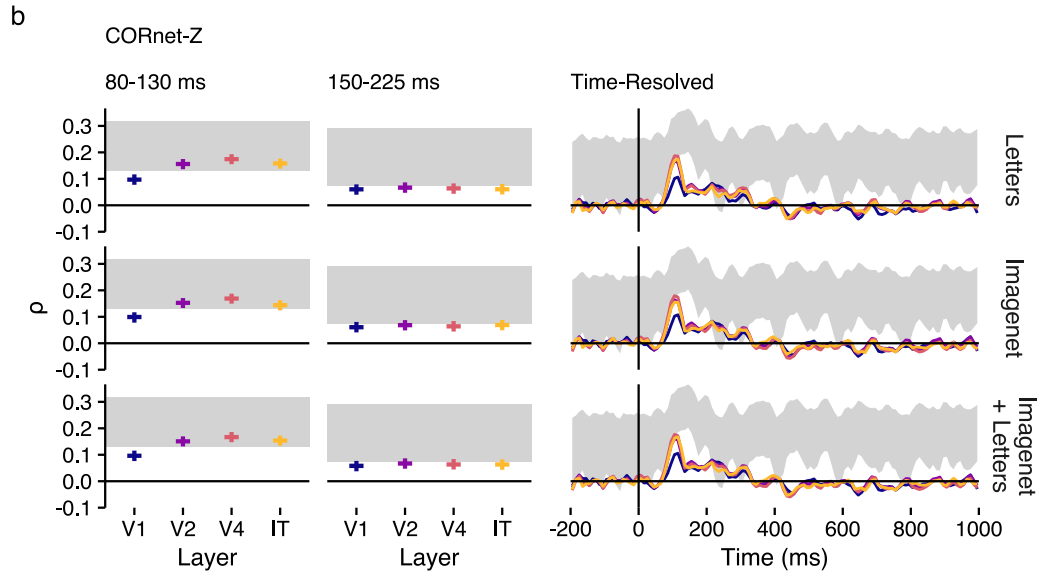 b
CORnet-Z
80-130 ms
150-225 ms
Time-Resolved
0.3
0.2
0.1
0.0
-0.1
Letters
0.3
0.2
0.1
0.0
-0.1
Imagenet
0.3
0.2
0.1
0.0
-0.1
Imagenet
+ Letters
ρ
V1 V2 V4 IT
V1 V2 V4 IT
-200 0 200 400 600 800 1000
Layer
Layer
Time (ms)